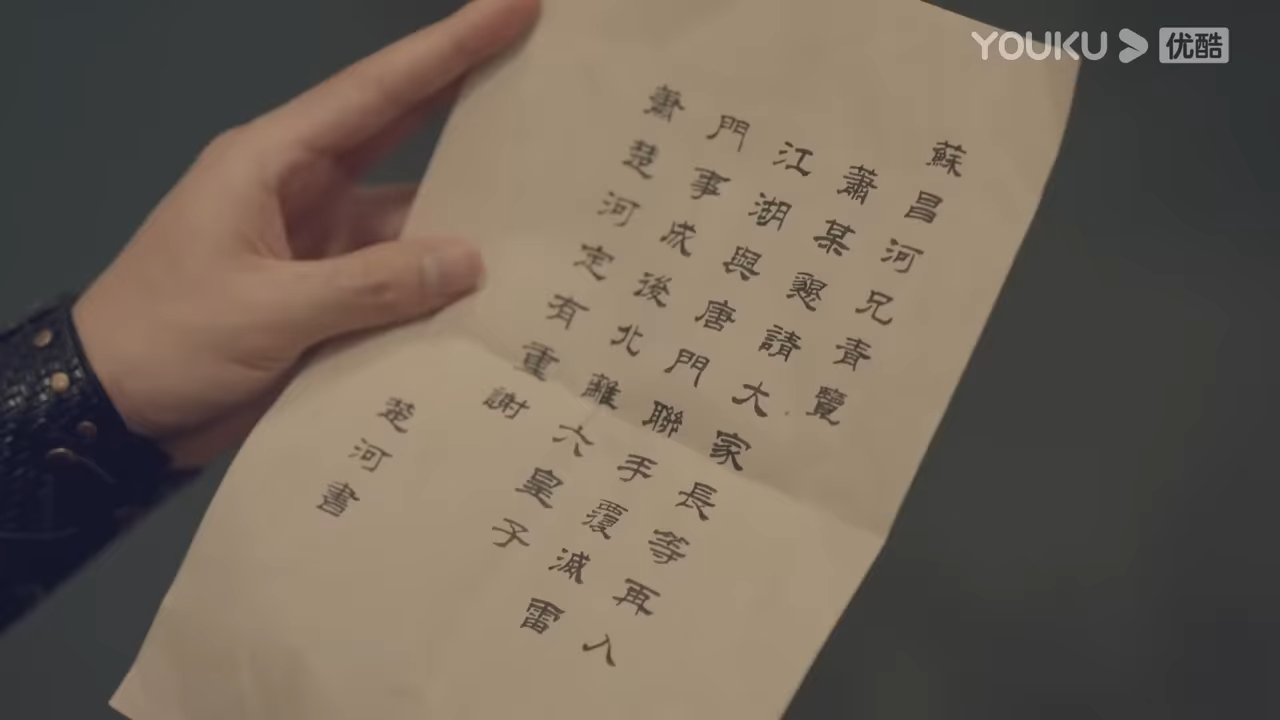 YOUKU 优酷
蘇昌河兄青覽
蕭某懇請大家長等再入
江湖與唐門聯手覆滅雷
門事成後北離六皇子
蕭楚河定有重謝
楚河書